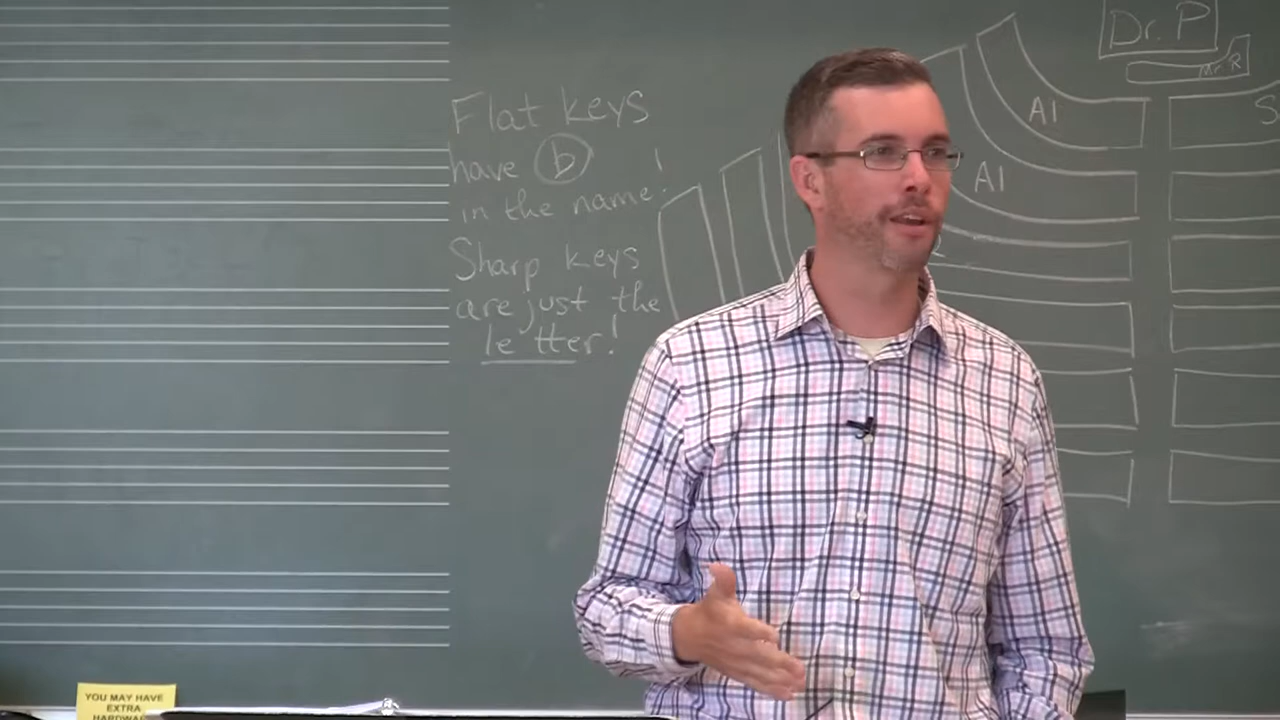 Flat keys
have b
in the name!
Sharp keys
are just the
letter!
Dr. P
Mr. R
A1
S
A1
YOU MAY HAVE
EXTRA